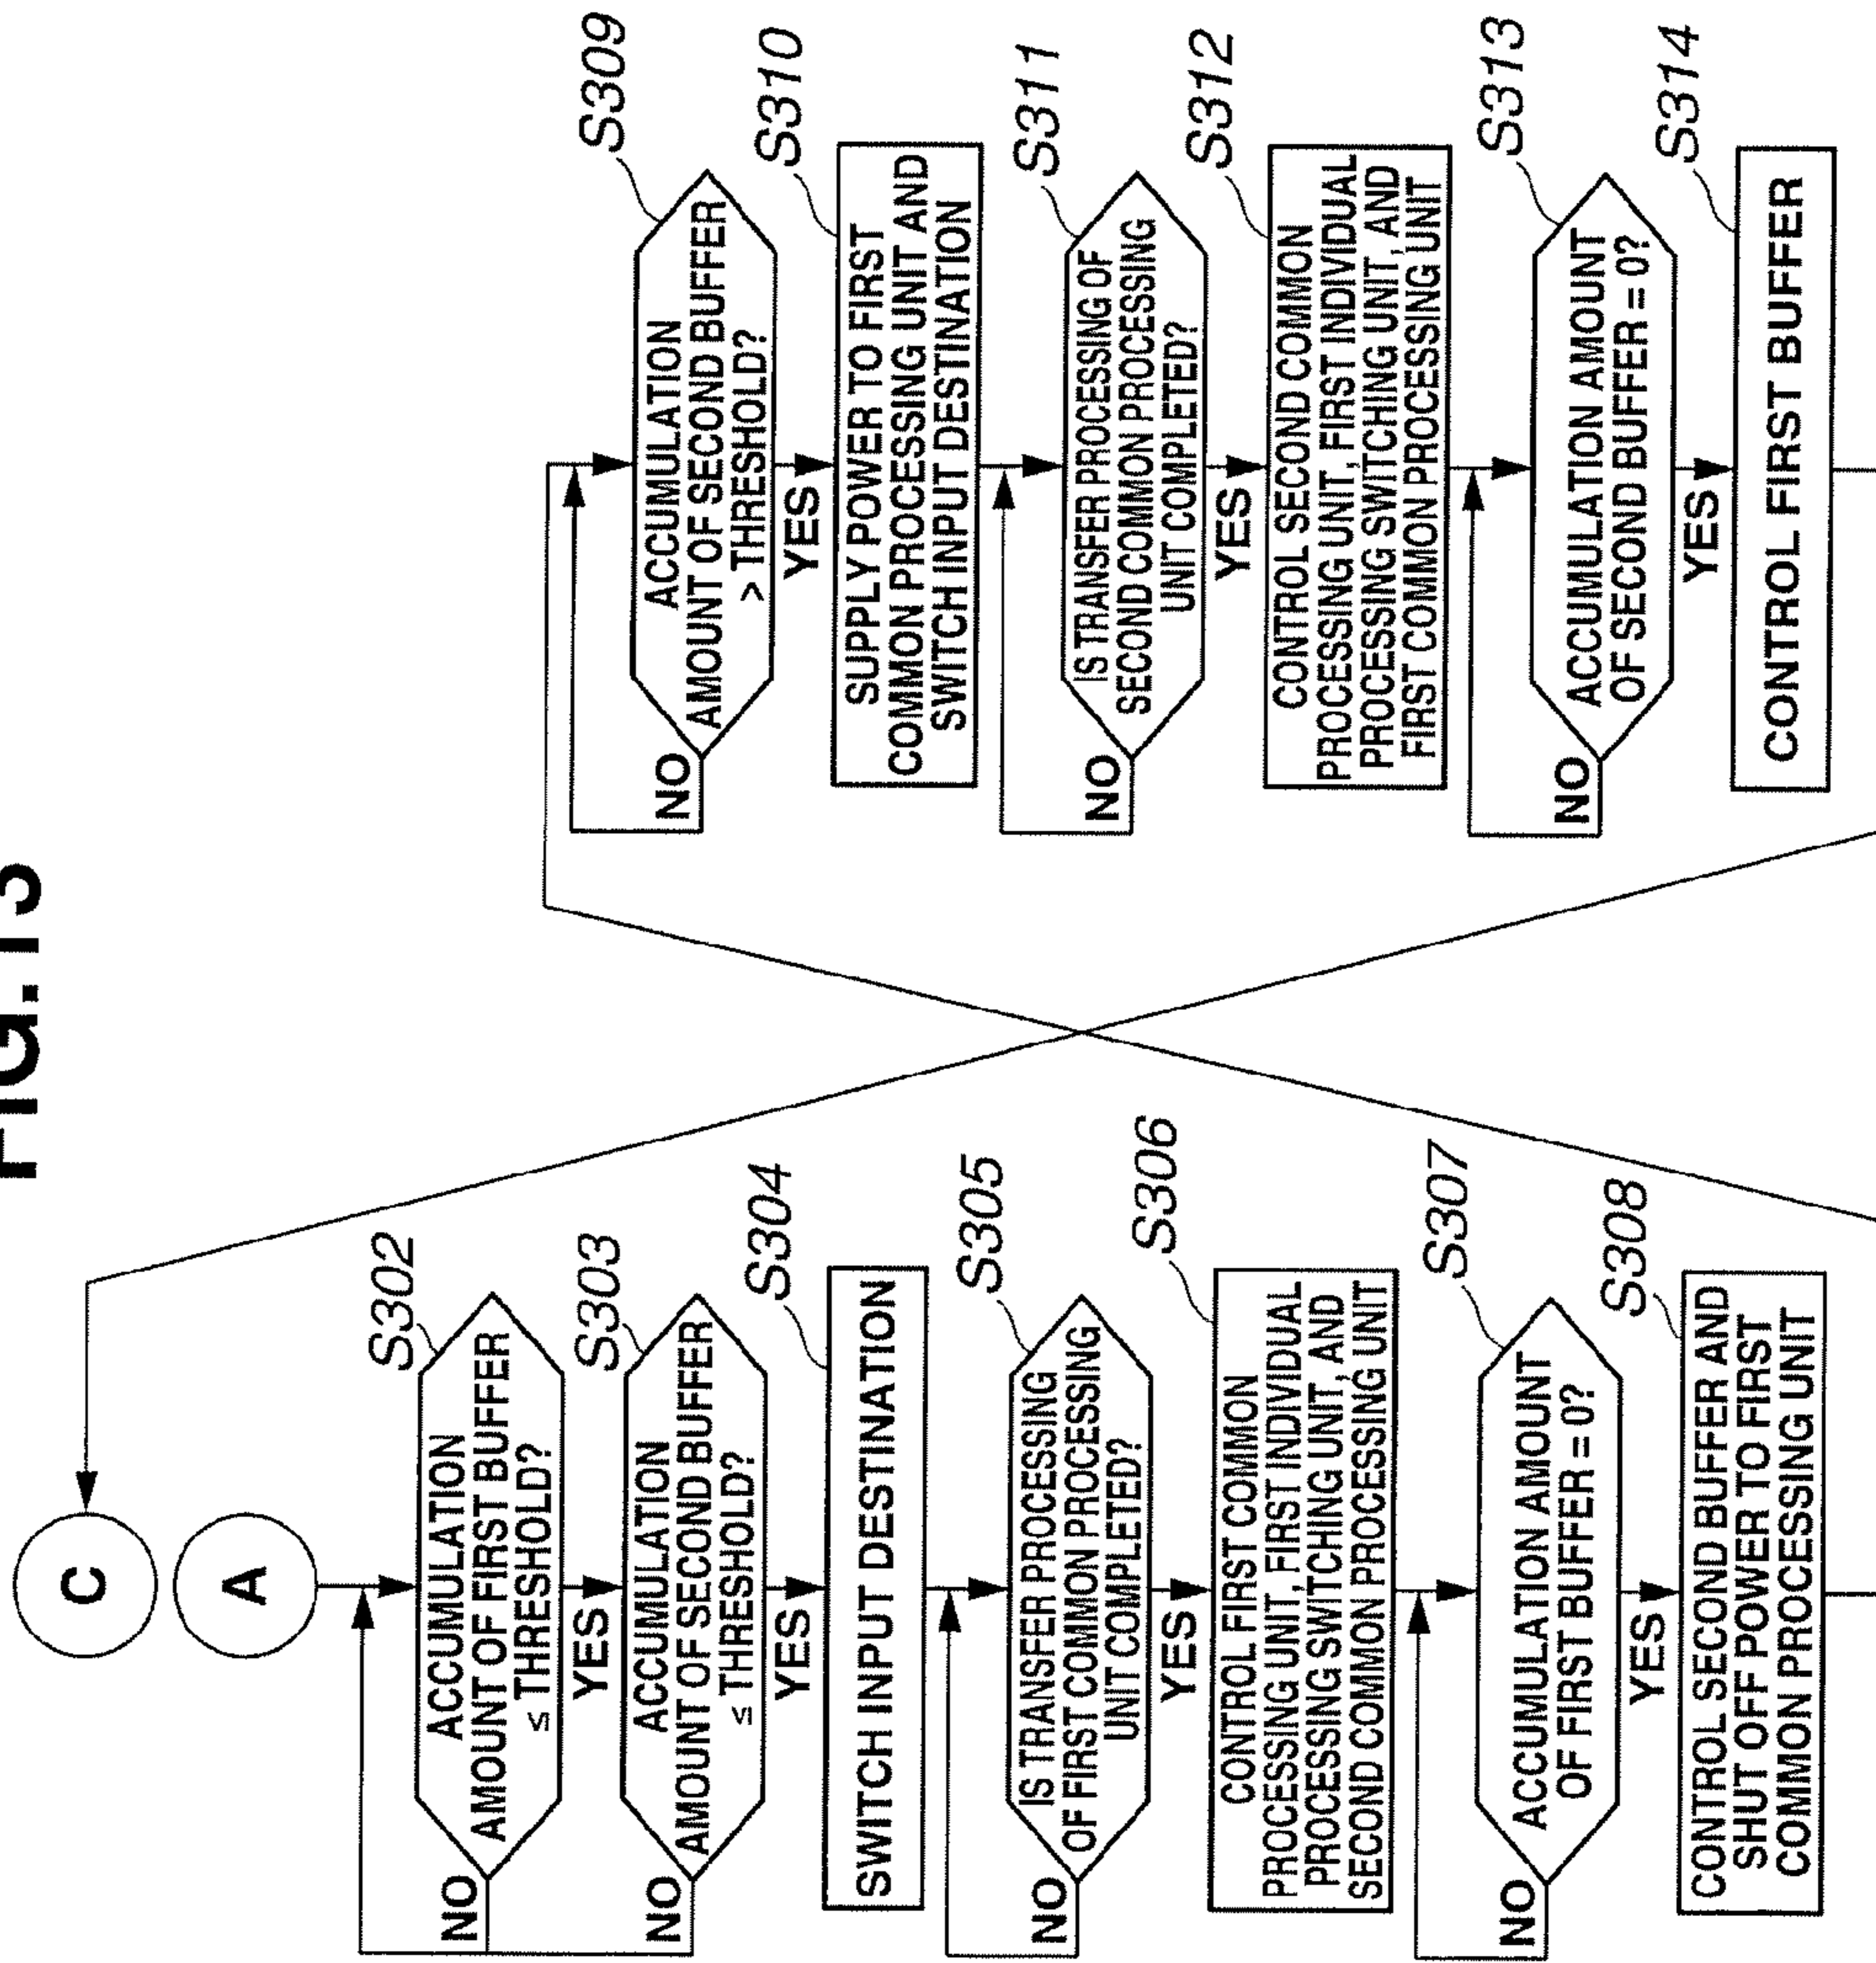 C
A
S302
ACCUMULATION
AMOUNT OF FIRST BUFFER
≤ THRESHOLD?
NO
YES
S303
ACCUMULATION
AMOUNT OF SECOND BUFFER
≤ THRESHOLD?
NO
YES
S304
SWITCH INPUT DESTINATION
S305
IS TRANSFER PROCESSING
OF FIRST COMMON PROCESSING
UNIT COMPLETED?
NO
YES
S306
CONTROL FIRST COMMON
PROCESSING UNIT, FIRST INDIVIDUAL
PROCESSING SWITCHING UNIT, AND
SECOND COMMON PROCESSING UNIT
S307
ACCUMULATION AMOUNT
OF FIRST BUFFER = 0?
NO
YES
S308
CONTROL SECOND BUFFER AND
SHUT OFF POWER TO FIRST
COMMON PROCESSING UNIT
S309
ACCUMULATION
AMOUNT OF SECOND BUFFER
> THRESHOLD?
NO
YES
S310
SUPPLY POWER TO FIRST
COMMON PROCESSING UNIT AND
SWITCH INPUT DESTINATION
S311
IS TRANSFER PROCESSING OF
SECOND COMMON PROCESSING
UNIT COMPLETED?
NO
YES
S312
CONTROL SECOND COMMON
PROCESSING UNIT, FIRST INDIVIDUAL
PROCESSING SWITCHING UNIT, AND
FIRST COMMON PROCESSING UNIT
S313
ACCUMULATION AMOUNT
OF SECOND BUFFER = 0?
NO
YES
S314
CONTROL FIRST BUFFER